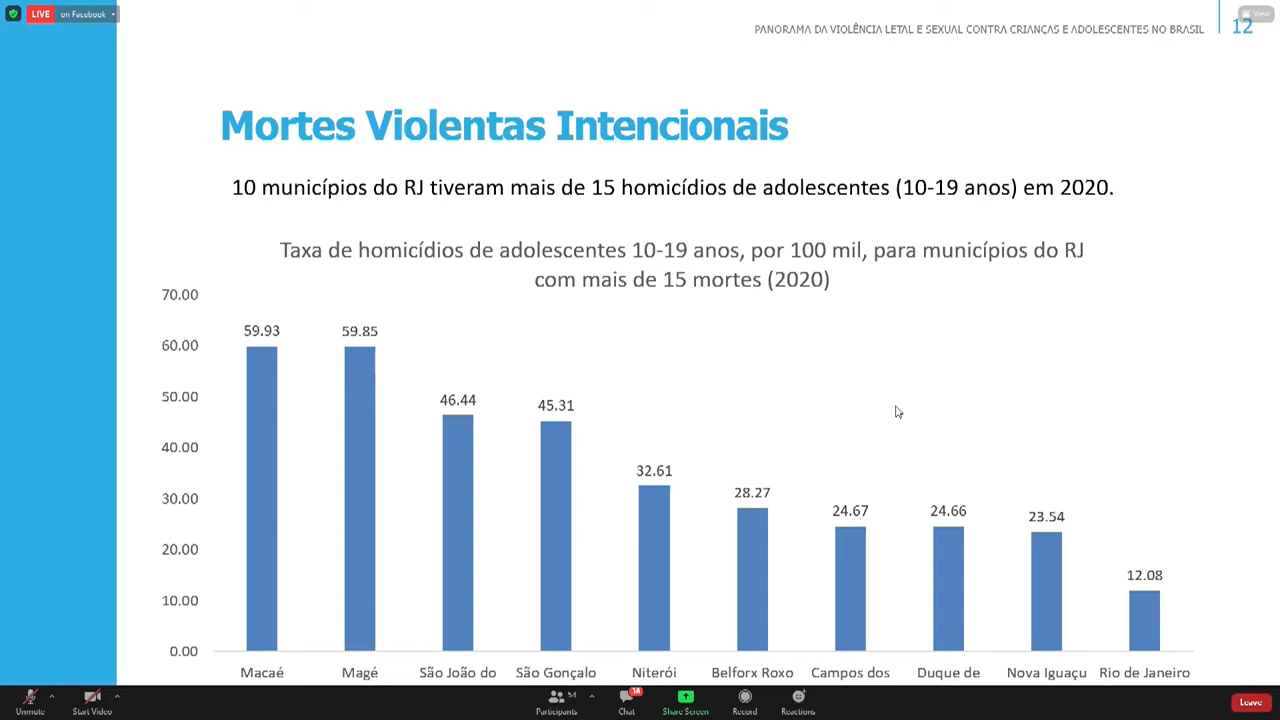 LIVE on Facebook
View
PANORAMA DA VIOLÊNCIA LETAL E SEXUAL CONTRA CRIANÇAS E ADOLESCENTES NO BRASIL
12
Mortes Violentas Intencionais
10 municípios do RJ tiveram mais de 15 homicídios de adolescentes (10-19 anos) em 2020.
Taxa de homicídios de adolescentes 10-19 anos, por 100 mil, para municípios do RJ
com mais de 15 mortes (2020)
70.00
60.00
50.00
40.00
30.00
20.00
10.00
0.00
59.93
59.85
46.44
45.31
32.61
28.27
24.67
24.66
23.54
12.08
Macaé
Magé
São João do
São Gonçalo
Niterói
Belforx Roxo
Campos dos
Duque de
Nova Iguaçu
Rio de Janeiro
Unmute
Start Video
54
Participants
18
Chat
Share Screen
Record
Reactions
Leave